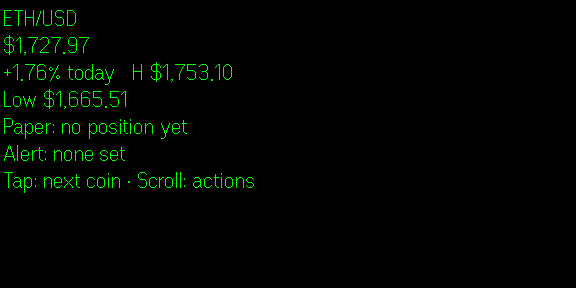 ETH/USD
$1,727.97
+1.76% today   H $1,753.10
Low $1,665.51
Paper: no position yet
Alert: none set
Tap: next coin · Scroll: actions